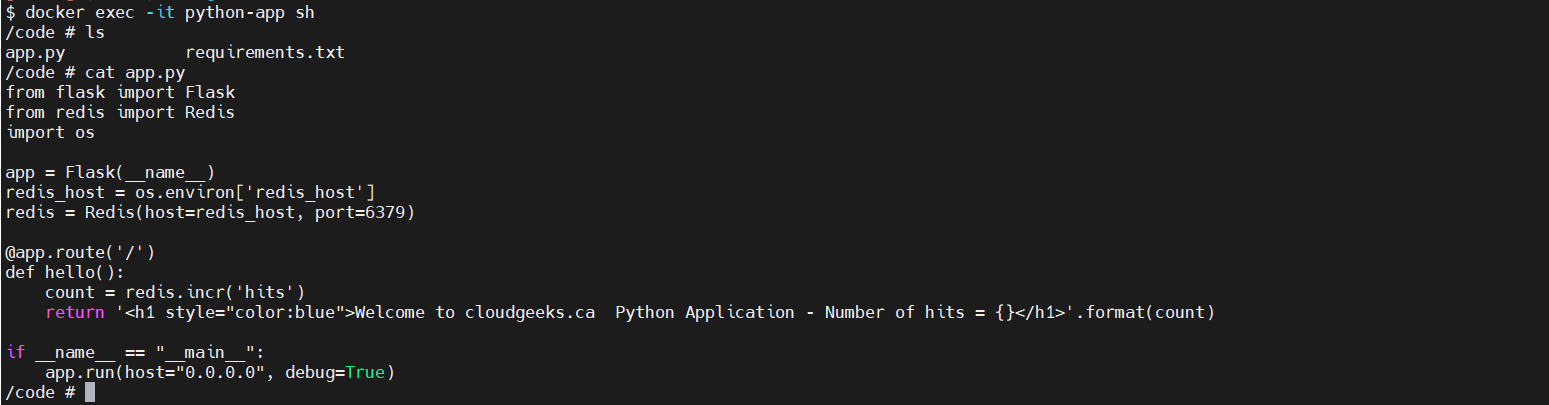 $ docker exec -it python-app sh
/code # ls
app.py            requirements.txt
/code # cat app.py
from flask import Flask
from redis import Redis
import os

app = Flask(__name__)
redis_host = os.environ['redis_host']
redis = Redis(host=redis_host, port=6379)

@app.route('/')
def hello():
    count = redis.incr('hits')
    return '<h1 style="color:blue">Welcome to cloudgeeks.ca  Python Application - Number of hits = {}</h1>'.format(count)

if __name__ == "__main__":
    app.run(host="0.0.0.0", debug=True)
/code #